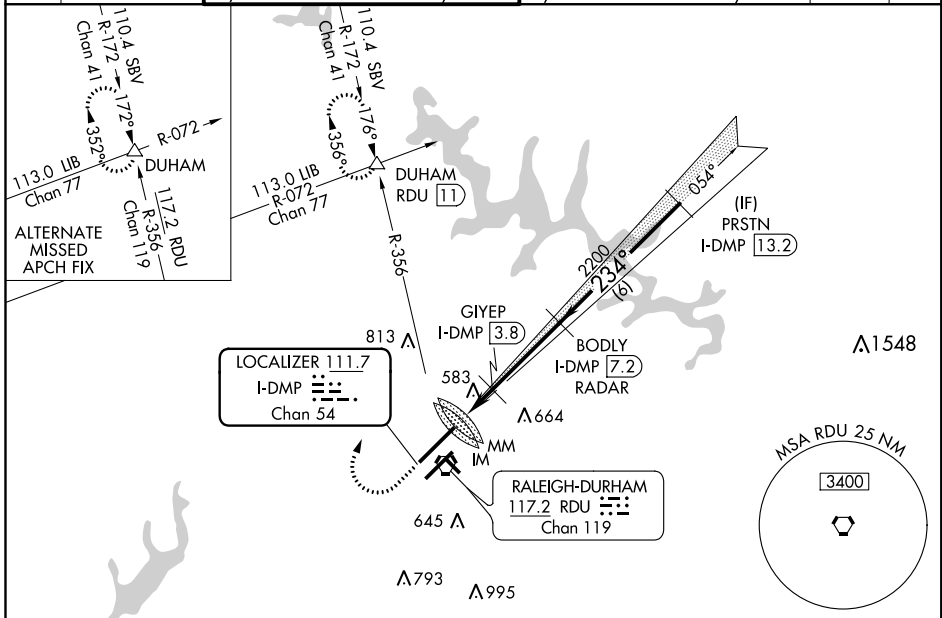 110.4 SBV
R-172
Chan 41
172°
352°
R-072
DUHAM
113.0 LIB
Chan 77
117.2 RDU
R-356
Chan 119
ALTERNATE
MISSED
APCH FIX
110.4 SBV
R-172
Chan 41
176°
356°
113.0 LIB
R-072
Chan 77
DUHAM
RDU 11
R-356
054°
(IF)
PRSTN
I-DMP 13.2
2200
234°
(6)
GIYEP
I-DMP 3.8
BODLY
I-DMP 7.2
RADAR
813
1548
LOCALIZER 111.7
I-DMP
Chan 54
583
664
MM
IM
MSA RDU 25 NM
3400
RALEIGH-DURHAM
117.2 RDU
Chan 119
645
793
995